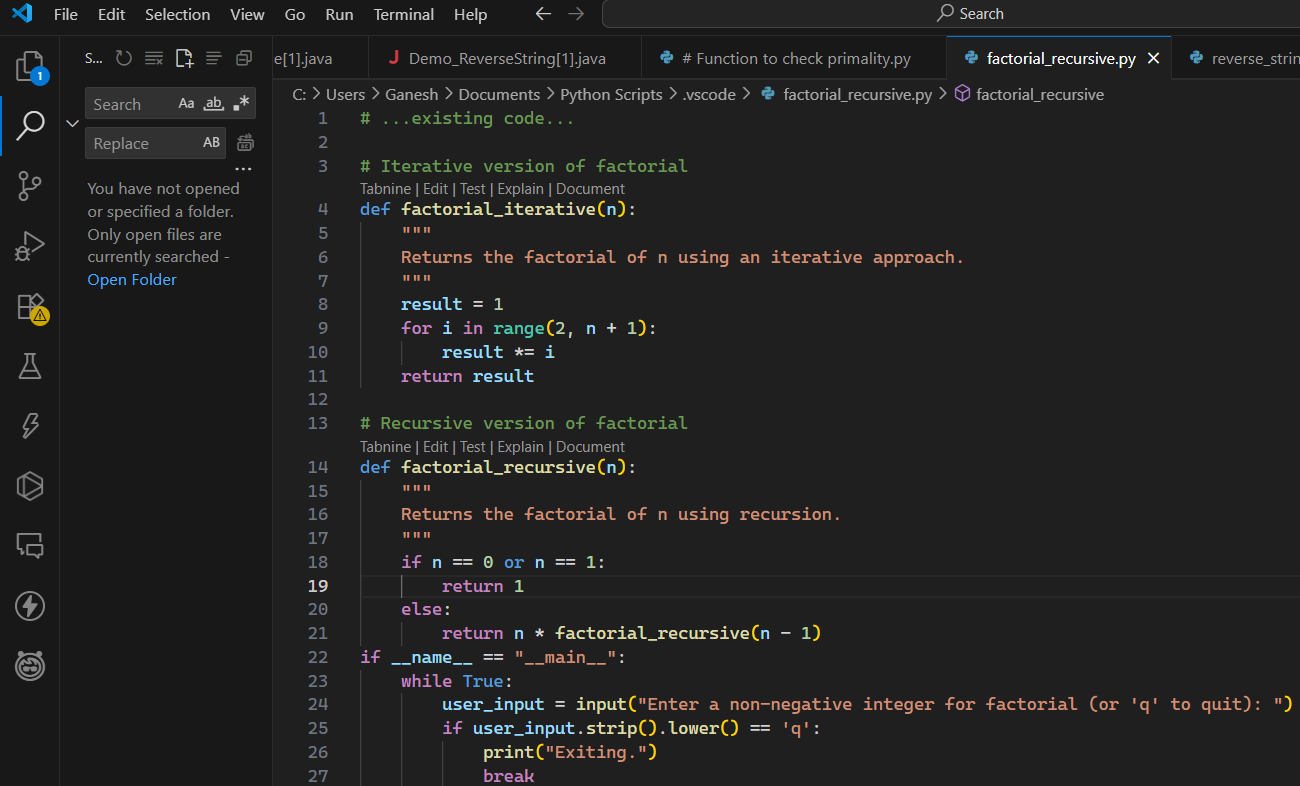 File Edit Selection View Go Run Terminal Help Search
S...
e[1].java J Demo_ReverseString[1].java # Function to check primality.py factorial_recursive.py reverse_strin
1
Search Aa ab
Replace AB
...
You have not opened
or specified a folder.
Only open files are
currently searched -
Open Folder
C: > Users > Ganesh > Documents > Python Scripts > .vscode > factorial_recursive.py > factorial_recursive
1 # ...existing code...
2
3 # Iterative version of factorial
Tabnine | Edit | Test | Explain | Document
4 def factorial_iterative(n):
5 """
6 Returns the factorial of n using an iterative approach.
7 """
8 result = 1
9 for i in range(2, n + 1):
10 result *= i
11 return result
12
13 # Recursive version of factorial
Tabnine | Edit | Test | Explain | Document
14 def factorial_recursive(n):
15 """
16 Returns the factorial of n using recursion.
17 """
18 if n == 0 or n == 1:
19 return 1
20 else:
21 return n * factorial_recursive(n - 1)
22 if __name__ == "__main__":
23 while True:
24 user_input = input("Enter a non-negative integer for factorial (or 'q' to quit): ")
25 if user_input.strip().lower() == 'q':
26 print("Exiting.")
27 break